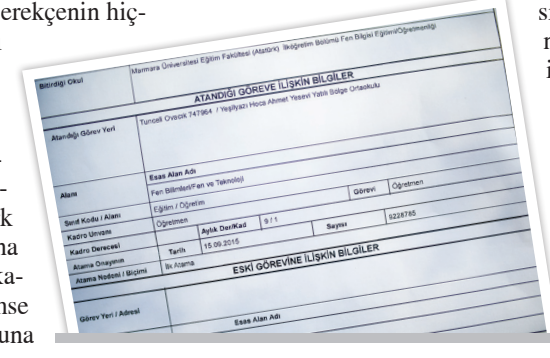 erekçenin hiç-
k
na
ka-
nse
una
Bitirdiği Okul
Marmara Üniversitesi Eğitim Fakültesi (Atatürk) İlköğretim Bölümü Fen Bilgisi Eğitimi/Öğretmenliği
ATANDIĞI GÖREVE İLİŞKİN BİLGİLER
Atandığı Görev Yeri
Tunceli Ovacık 747964 / Yeşilyazı Hoca Ahmet Yesevi Yatılı Bölge Ortaokulu
Esas Alan Adı
Alanı
Fen Bilimleri/Fen ve Teknoloji
Sınıf Kodu / Alanı
Eğitim / Öğretim
Kadro Unvanı
Öğretmen
Görevi
Öğretmen
Kadro Derecesi
Aylık Der/Kad
9 / 1
Atama Onayının
Tarih
15.09.2015
Sayısı
9228785
Atama Nedeni / Biçimi
İlk Atama
ESKİ GÖREVİNE İLİŞKİN BİLGİLER
Görev Yeri / Adresi
Esas Alan Adı